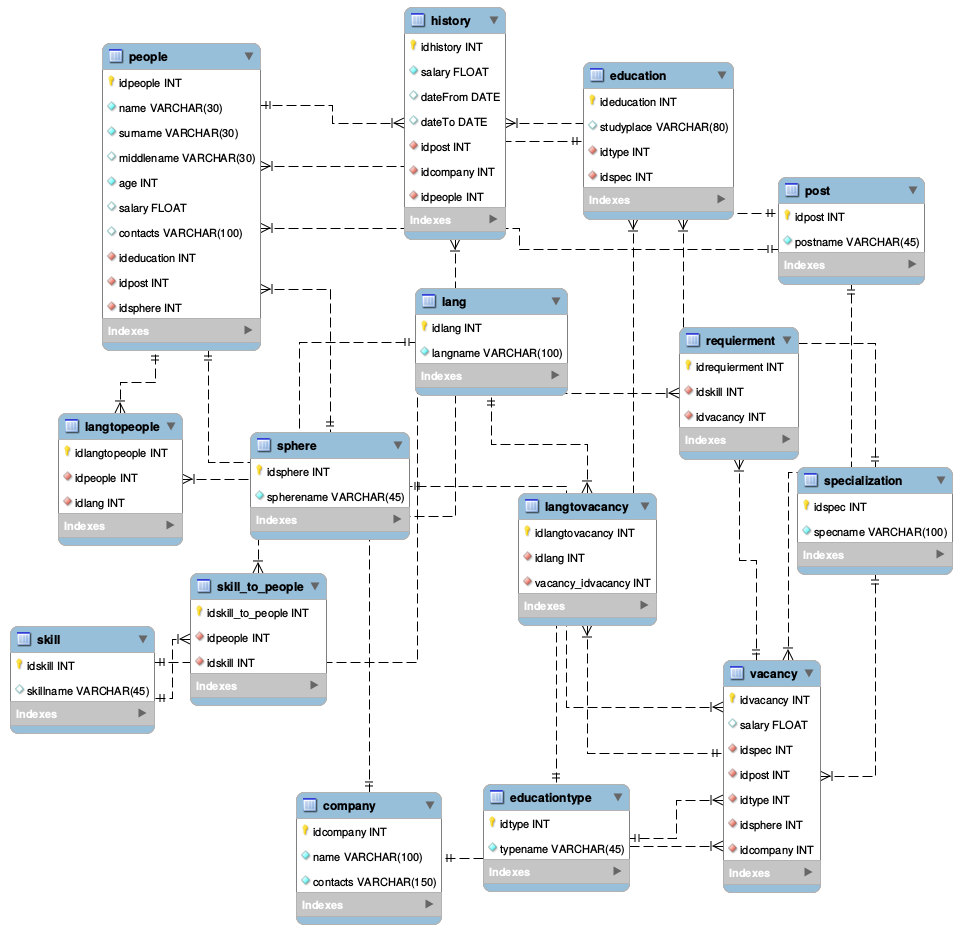 history
idhistory INT
salary FLOAT
dateFrom DATE
dateTo DATE
idpost INT
idcompany INT
idpeople INT
Indexes
people
idpeople INT
name VARCHAR(30)
surname VARCHAR(30)
middlename VARCHAR(30)
age INT
salary FLOAT
contacts VARCHAR(100)
ideducation INT
idpost INT
idsphere INT
Indexes
education
ideducation INT
studyplace VARCHAR(80)
idtype INT
idspec INT
Indexes
post
idpost INT
postname VARCHAR(45)
Indexes
lang
idlang INT
langname VARCHAR(100)
Indexes
requierment
idrequierment INT
idskill INT
idvacancy INT
Indexes
langtopeople
idlangtopeople INT
idpeople INT
idlang INT
Indexes
sphere
idsphere INT
spherename VARCHAR(45)
Indexes
specialization
idspec INT
specname VARCHAR(100)
Indexes
langtovacancy
idlangtovacancy INT
idlang INT
vacancy_idvacancy INT
Indexes
skill_to_people
idskill_to_people INT
idpeople INT
idskill INT
Indexes
skill
idskill INT
skillname VARCHAR(45)
Indexes
vacancy
idvacancy INT
salary FLOAT
idspec INT
idpost INT
idtype INT
idsphere INT
idcompany INT
Indexes
company
idcompany INT
name VARCHAR(100)
contacts VARCHAR(150)
Indexes
educationtype
idtype INT
typename VARCHAR(45)
Indexes